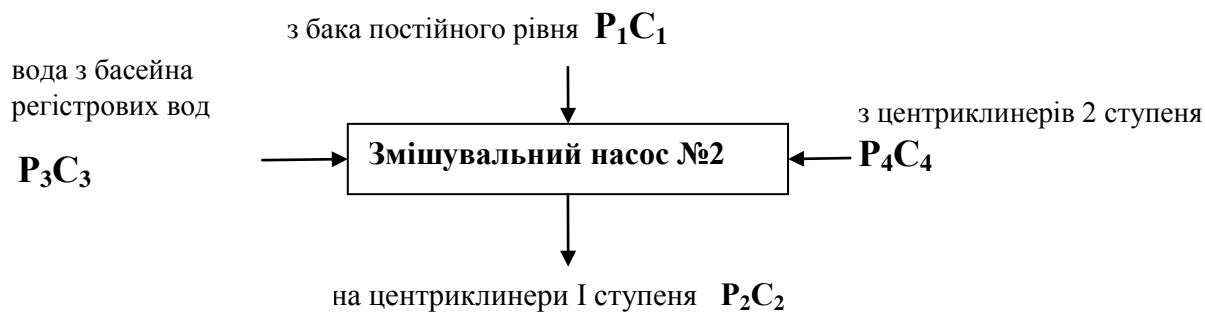 з бака постійного рівня P₁C₁
вода з басейна
регістрових вод
P₃C₃
Змішувальний насос №2
з центриклинерів 2 ступеня
P₄C₄
на центриклинери І ступеня P₂C₂